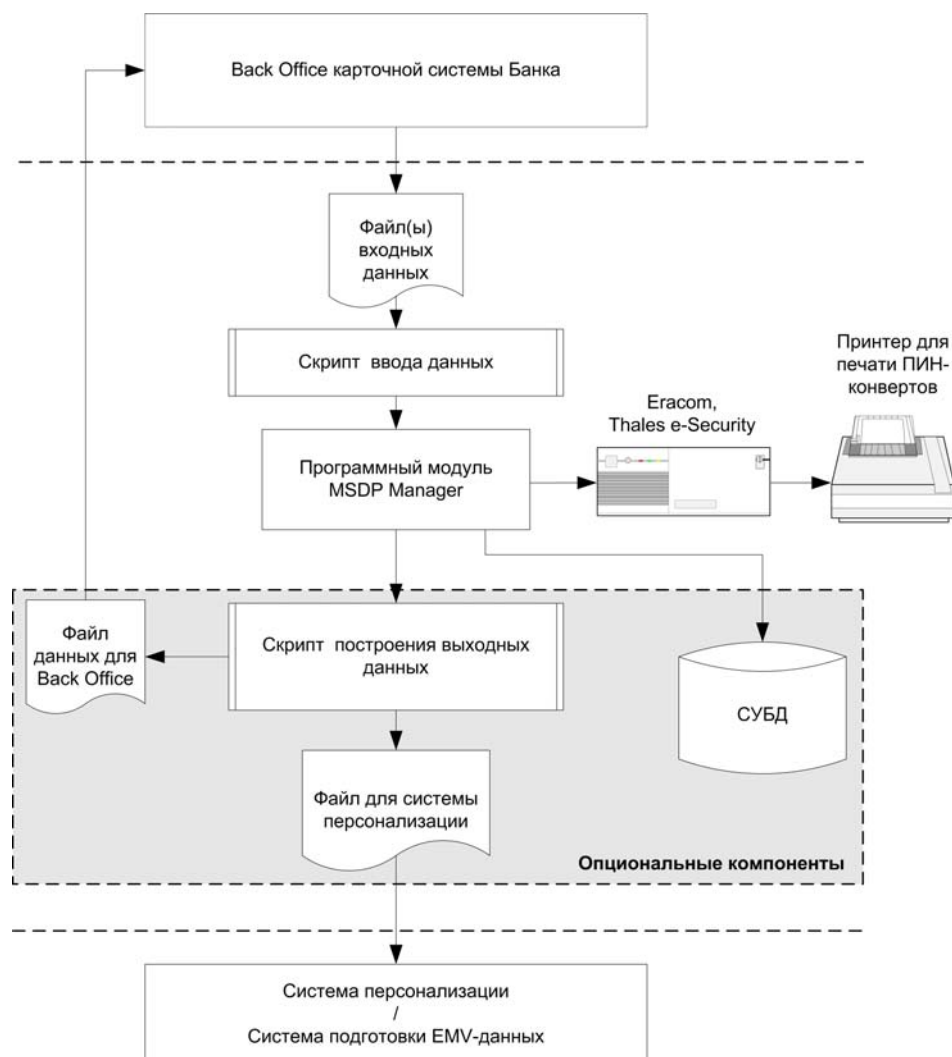 Back Office карточной системы Банка
Файл(ы)
входных
данных
Скрипт ввода данных
Принтер для
печати ПИН-
конвертов
Eracom,
Thales e-Security
Программный модуль
MSDP Manager
Файл
данных для
Back Office
Скрипт построения выходных
данных
СУБД
Файл для системы
персонализации
Опциональные компоненты
Система персонализации
/
Система подготовки EMV-данных